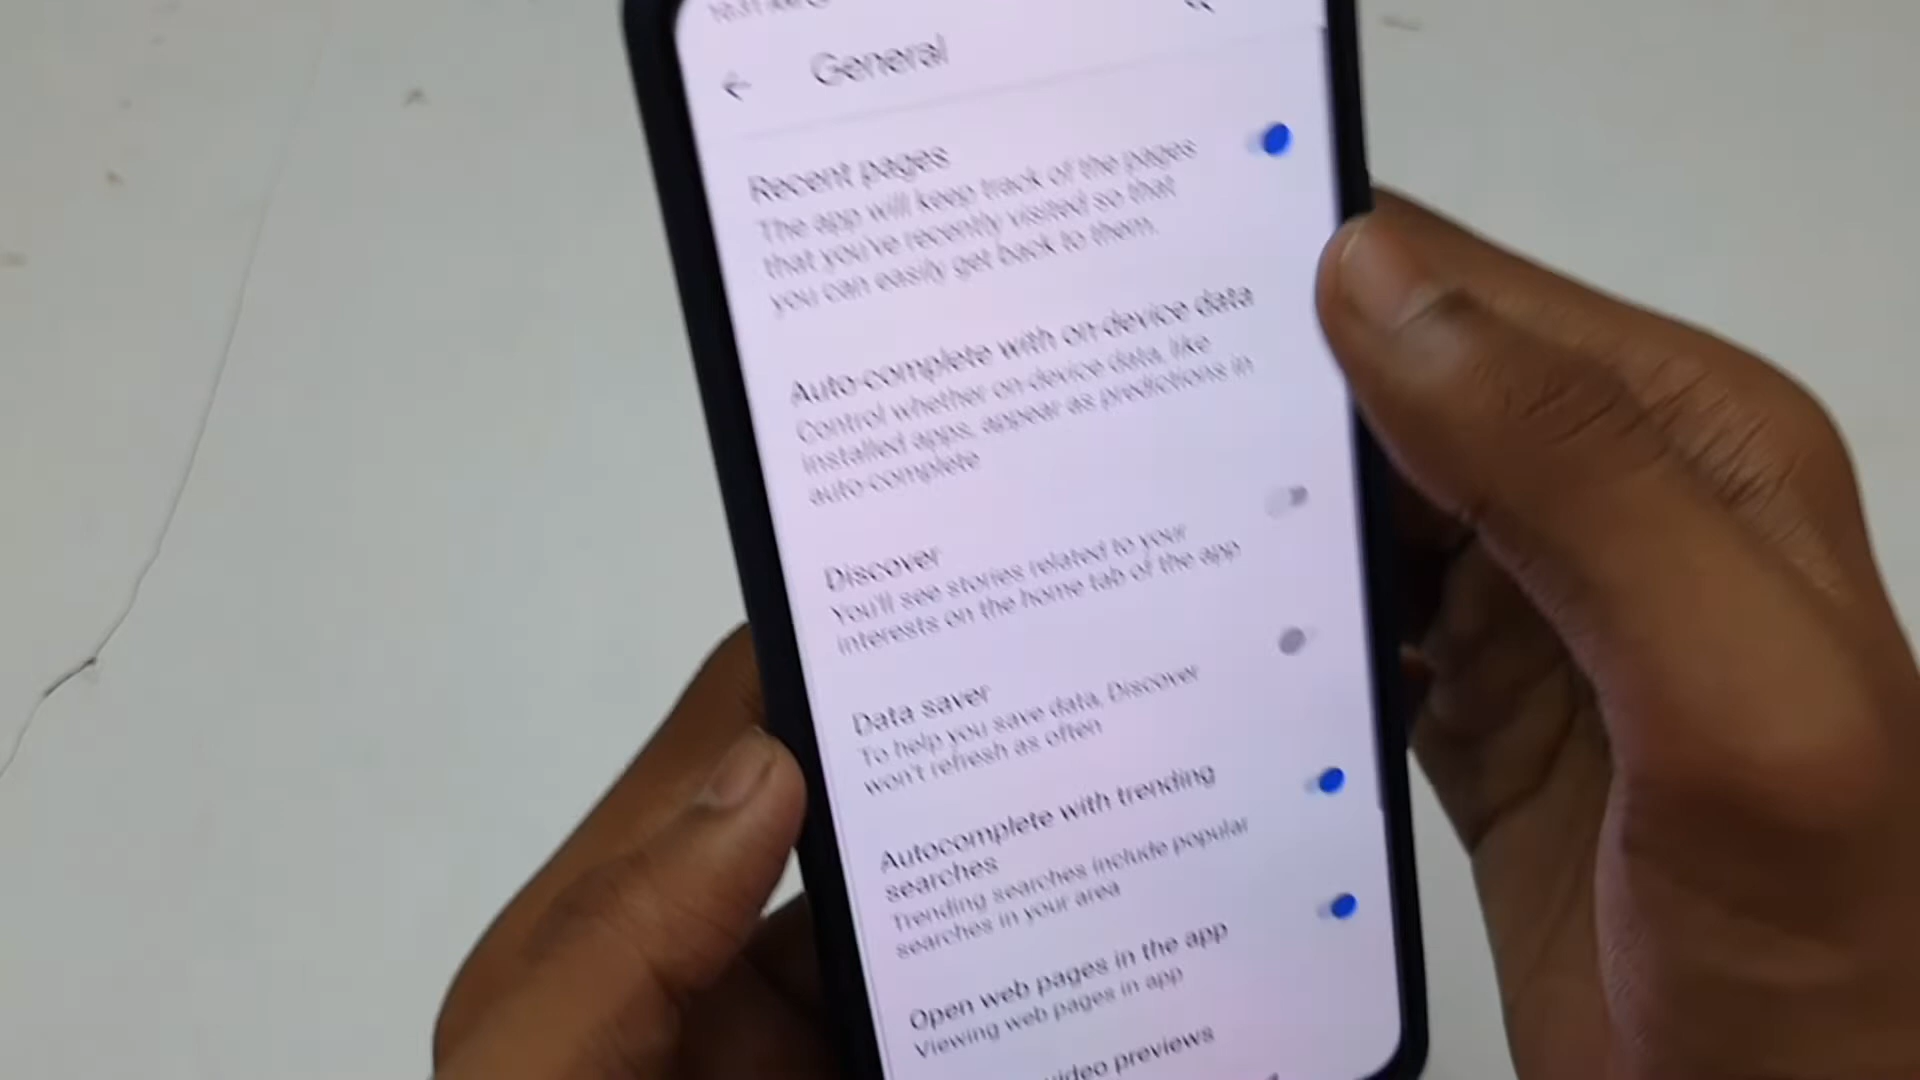 General
Recent pages
The app will keep track of the pages
that you've recently visited so that
you can easily get back to them.
Auto-complete with on-device data
Control whether on-device data, like
installed apps, appear as predictions in
auto-complete
Discover
You'll see stories related to your
interests on the home tab of the app
Data saver
To help you save data, Discover
won't refresh as often
Autocomplete with trending
searches
Trending searches include popular
searches in your area
Open web pages in the app
Viewing web pages in app
video previews